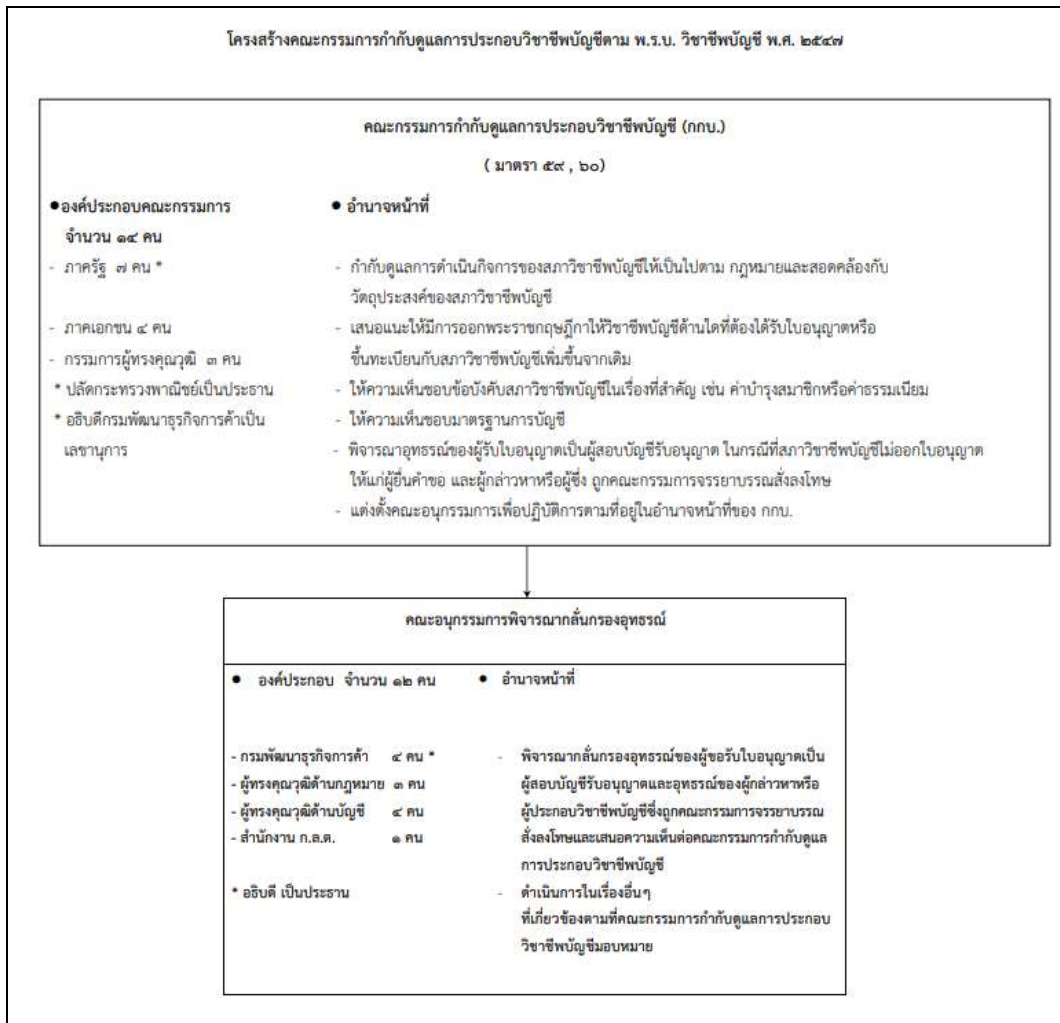 โครงสร้างคณะกรรมการกำกับดูแลการประกอบวิชาชีพบัญชีตาม พ.ร.บ. วิชาชีพบัญชี พ.ศ. ๒๕๔๗
คณะกรรมการกำกับดูแลการประกอบวิชาชีพบัญชี (กกบ.)
( มาตรา ๕๙ , ๖๐)
●องค์ประกอบคณะกรรมการ
จำนวน ๑๔ คน
- ภาครัฐ ๗ คน *
- ภาคเอกชน ๔ คน
- กรรมการผู้ทรงคุณวุฒิ ๓ คน
* ปลัดกระทรวงพาณิชย์เป็นประธาน
* อธิบดีกรมพัฒนาธุรกิจการค้าเป็น
เลขานุการ
● อำนาจหน้าที่
- กำกับดูแลการดำเนินกิจการของสภาวิชาชีพบัญชีให้เป็นไปตาม กฎหมายและสอดคล้องกับ
วัตถุประสงค์ของสภาวิชาชีพบัญชี
- เสนอแนะให้มีการออกพระราชกฤษฎีกาให้วิชาชีพบัญชีด้านใดที่ต้องได้รับใบอนุญาตหรือ
ขึ้นทะเบียนกับสภาวิชาชีพบัญชีเพิ่มขึ้นจากเดิม
- ให้ความเห็นชอบข้อบังคับสภาวิชาชีพบัญชีในเรื่องที่สำคัญ เช่น ค่าบำรุงสมาชิกหรือค่าธรรมเนียม
- ให้ความเห็นชอบมาตรฐานการบัญชี
- พิจารณาอุทธรณ์ของผู้รับใบอนุญาตเป็นผู้สอบบัญชีรับอนุญาต ในกรณีที่สภาวิชาชีพบัญชีไม่ออกใบอนุญาต
ให้แก่ผู้ยื่นคำขอ และผู้กล่าวหาหรือผู้ซึ่ง ถูกคณะกรรมการจรรยาบรรณสั่งลงโทษ
- แต่งตั้งคณะอนุกรรมการเพื่อปฏิบัติการตามที่อยู่ในอำนาจหน้าที่ของ กกบ.
คณะอนุกรรมการพิจารณากลั่นกรองอุทธรณ์
● องค์ประกอบ จำนวน ๑๒ คน
- กรมพัฒนาธุรกิจการค้า ๔ คน *
- ผู้ทรงคุณวุฒิด้านกฎหมาย ๓ คน
- ผู้ทรงคุณวุฒิด้านบัญชี ๔ คน
- สำนักงาน ก.ล.ต. ๑ คน
* อธิบดี เป็นประธาน
● อำนาจหน้าที่
- พิจารณากลั่นกรองอุทธรณ์ของผู้ขอรับใบอนุญาตเป็น
ผู้สอบบัญชีรับอนุญาตและอุทธรณ์ของผู้กล่าวหาหรือ
ผู้ประกอบวิชาชีพบัญชีซึ่งถูกคณะกรรมการจรรยาบรรณ
สั่งลงโทษและเสนอความเห็นต่อคณะกรรมการกำกับดูแล
การประกอบวิชาชีพบัญชี
- ดำเนินการในเรื่องอื่นๆ
ที่เกี่ยวข้องตามที่คณะกรรมการกำกับดูแลการประกอบ
วิชาชีพบัญชีมอบหมาย